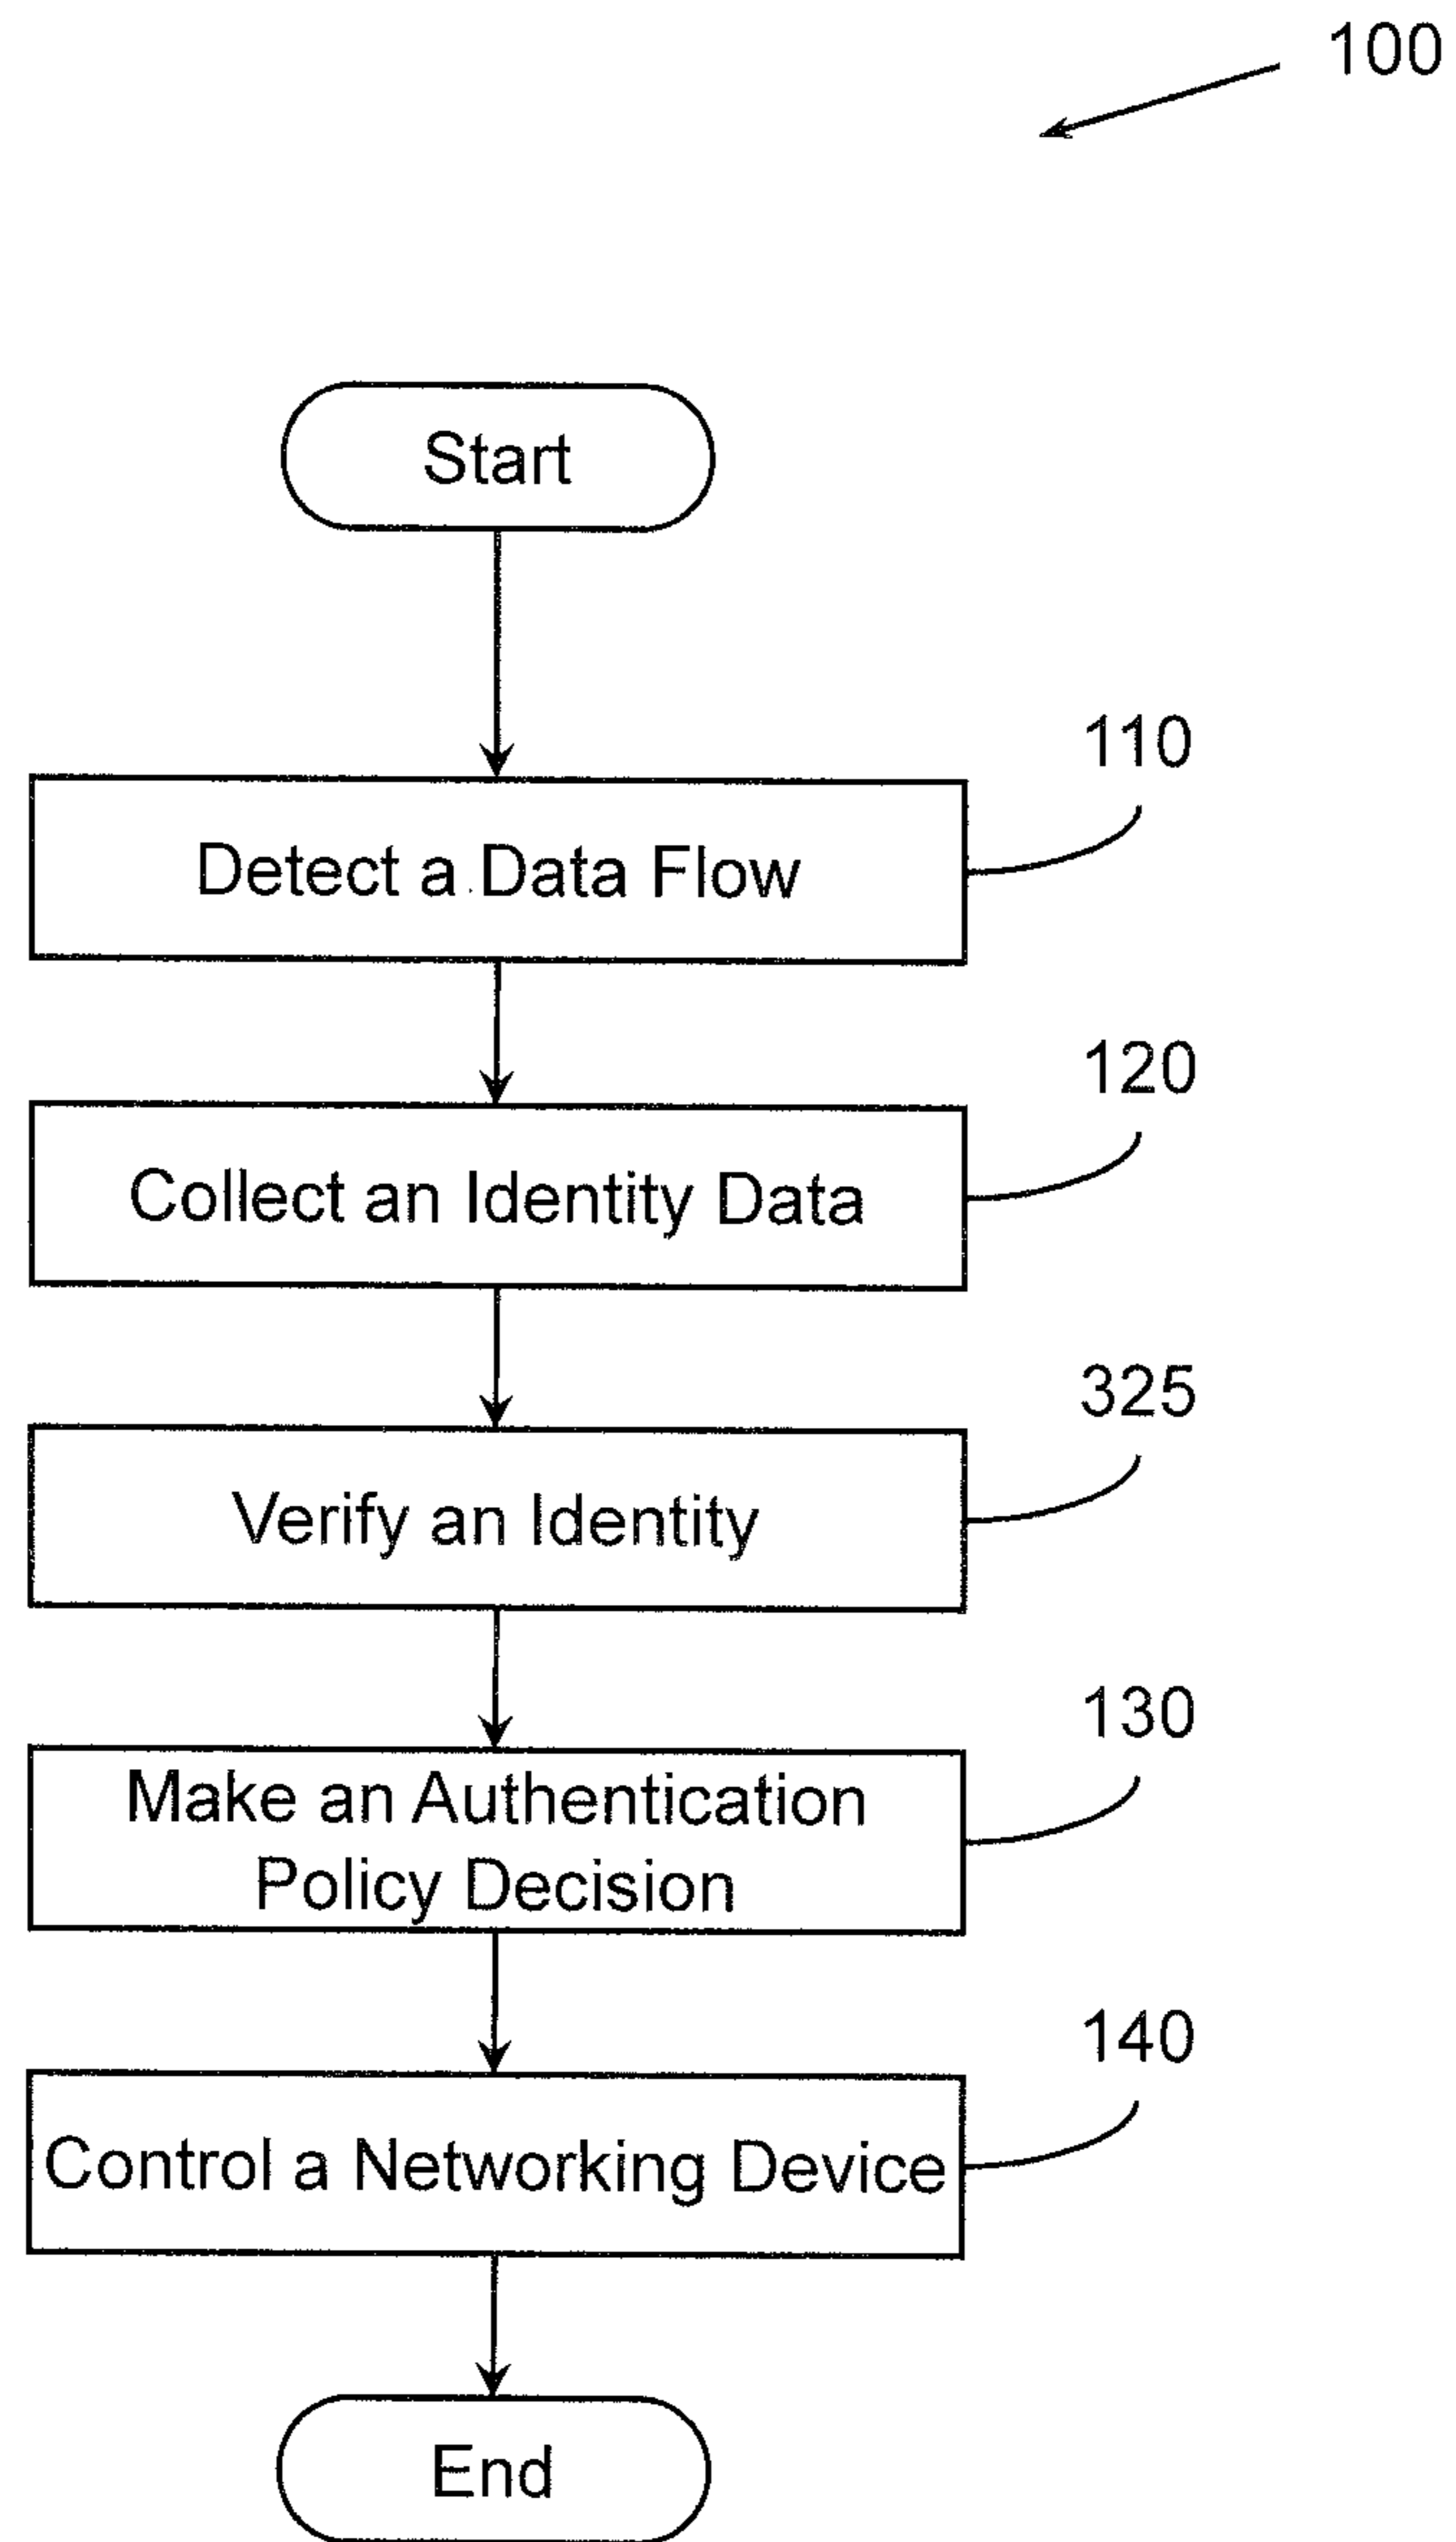 100
Start
110
Detect a Data Flow
120
Collect an Identity Data
325
Verify an Identity
130
Make an Authentication
Policy Decision
140
Control a Networking Device
End